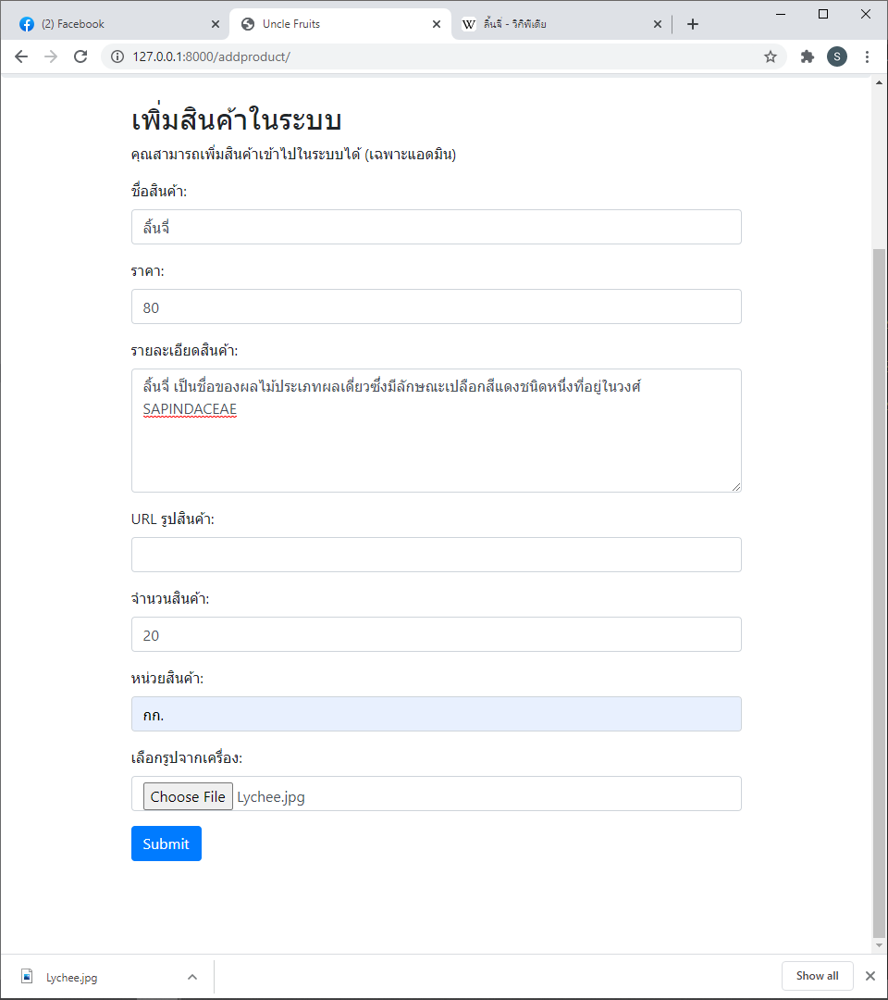 (2) Facebook
Uncle Fruits
W ลิ้นจี่ - วิกิพีเดีย
127.0.0.1:8000/addproduct/
S
เพิ่มสินค้าในระบบ
คุณสามารถเพิ่มสินค้าเข้าไปในระบบได้ (เฉพาะแอดมิน)
ชื่อสินค้า:
ลิ้นจี่
ราคา:
80
รายละเอียดสินค้า:
ลิ้นจี่ เป็นชื่อของผลไม้ประเภทผลเดี่ยวซึ่งมีลักษณะเปลือกสีแดงชนิดหนึ่งที่อยู่ในวงศ์
SAPINDACEAE
URL รูปสินค้า:
จำนวนสินค้า:
20
หน่วยสินค้า:
กก.
เลือกรูปจากเครื่อง:
Choose File Lychee.jpg
Submit
Lychee.jpg
Show all